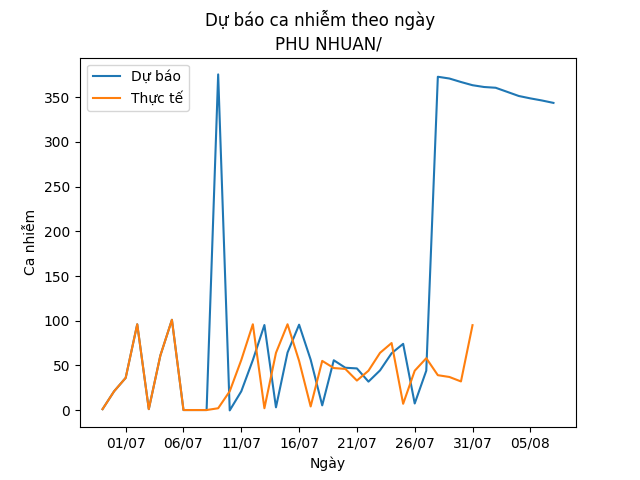 Dự báo ca nhiễm theo ngày
PHU NHUAN/
Dự báo
Thực tế
Ca nhiễm
350
300
250
200
150
100
50
0
01/07 06/07 11/07 16/07 21/07 26/07 31/07 05/08
Ngày